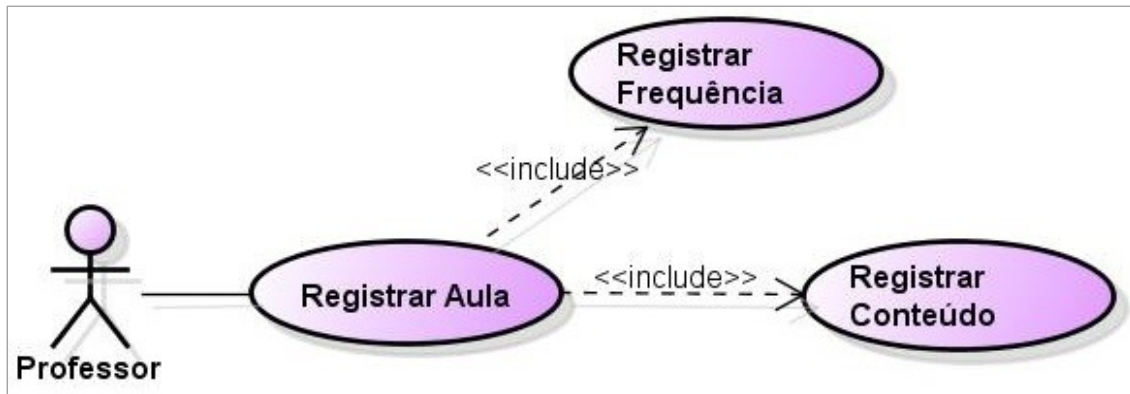 Registrar
Frequência
<<include>>
Registrar Aula
<<include>>
Registrar
Conteúdo
Professor